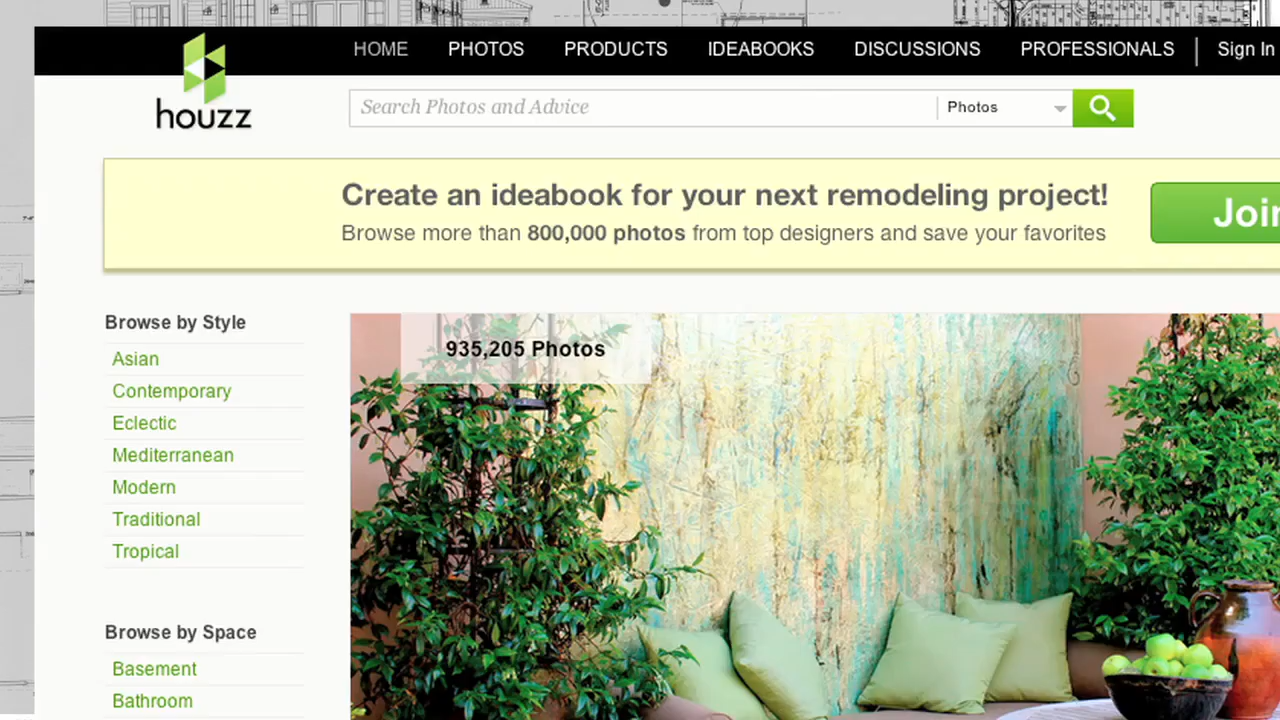 HOME PHOTOS PRODUCTS IDEABOOKS DISCUSSIONS PROFESSIONALS Sign In
houzz
Search Photos and Advice Photos
Create an ideabook for your next remodeling project!
Browse more than 800,000 photos from top designers and save your favorites
Join
Browse by Style
Asian
Contemporary
Eclectic
Mediterranean
Modern
Traditional
Tropical
Browse by Space
Basement
Bathroom
935,205 Photos